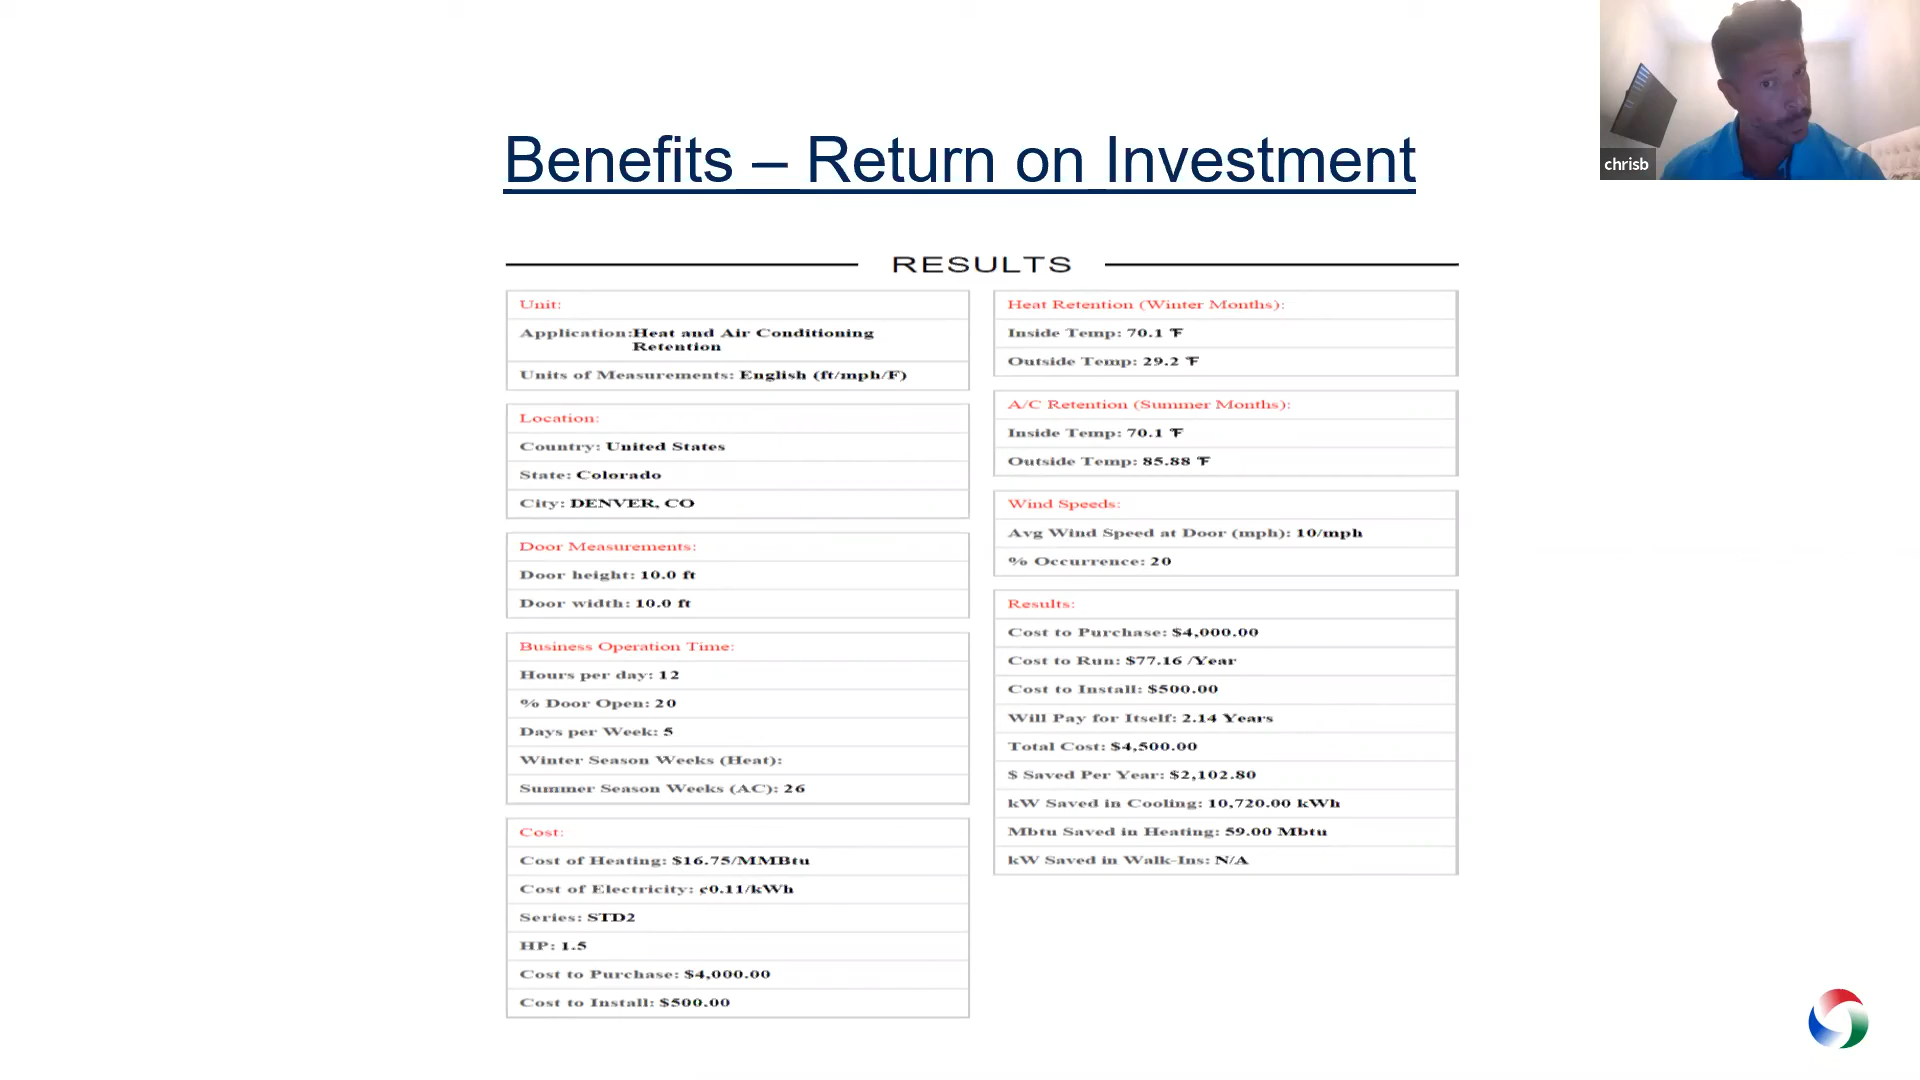 chrisb
Benefits – Return on Investment
RESULTS
Unit:
Application:Heat and Air Conditioning
Retention
Units of Measurements: English (ft/mph/F)
Location:
Country: United States
State: Colorado
City: DENVER, CO
Door Measurements:
Door height: 10.0 ft
Door width: 10.0 ft
Business Operation Time:
Hours per day: 12
% Door Open: 20
Days per Week: 5
Winter Season Weeks (Heat):
Summer Season Weeks (AC): 26
Cost:
Cost of Heating: $16.75/MMBtu
Cost of Electricity: ¢0.11/kWh
Series: STD2
HP: 1.5
Cost to Purchase: $4,000.00
Cost to Install: $500.00
Heat Retention (Winter Months):
Inside Temp: 70.1 °F
Outside Temp: 29.2 °F
A/C Retention (Summer Months):
Inside Temp: 70.1 °F
Outside Temp: 85.88 °F
Wind Speeds:
Avg Wind Speed at Door (mph): 10/mph
% Occurrence: 20
Results:
Cost to Purchase: $4,000.00
Cost to Run: $77.16 /Year
Cost to Install: $500.00
Will Pay for Itself: 2.14 Years
Total Cost: $4,500.00
$ Saved Per Year: $2,102.80
kW Saved in Cooling: 10,720.00 kWh
Mbtu Saved in Heating: 59.00 Mbtu
kW Saved in Walk-Ins: N/A